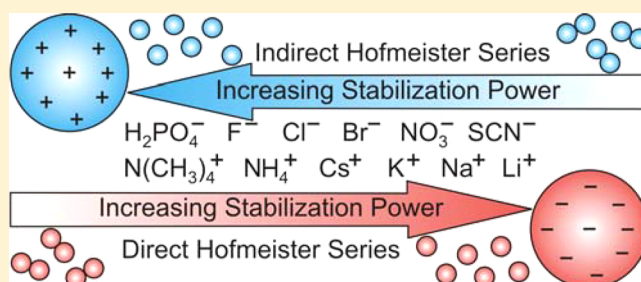 Indirect Hofmeister Series
Increasing Stabilization Power
H₂PO₄⁻ F⁻ Cl⁻ Br⁻ NO₃⁻ SCN⁻
N(CH₃)₄⁺ NH₄⁺ Cs⁺ K⁺ Na⁺ Li⁺
Increasing Stabilization Power
Direct Hofmeister Series